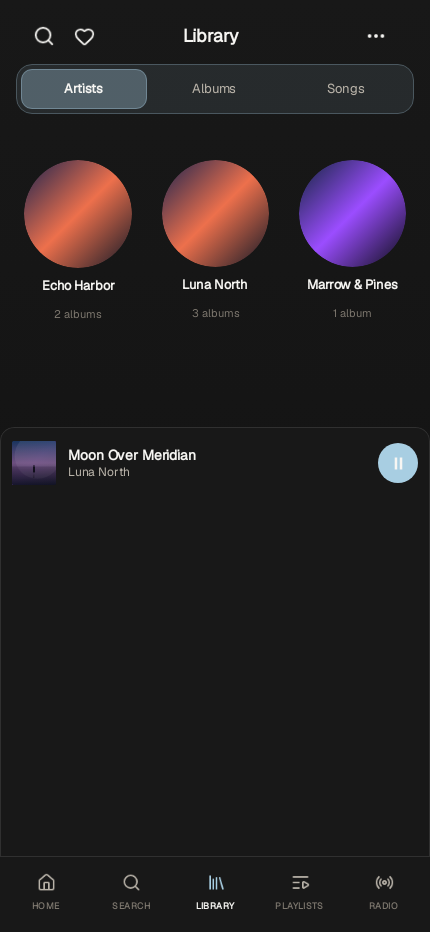 Library
Artists
Albums
Songs
Echo Harbor
2 albums
Luna North
3 albums
Marrow & Pines
1 album
Moon Over Meridian
Luna North
HOME
SEARCH
LIBRARY
PLAYLISTS
RADIO